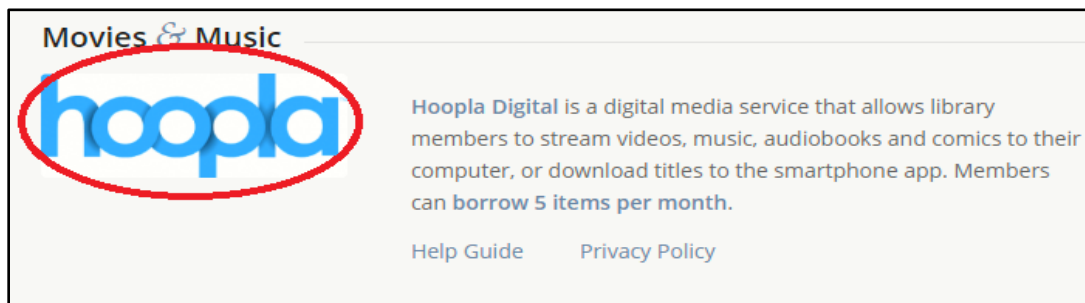 Movies & Music
hoopla
Hoopla Digital is a digital media service that allows library
members to stream videos, music, audiobooks and comics to their
computer, or download titles to the smartphone app. Members
can borrow 5 items per month.
Help Guide Privacy Policy